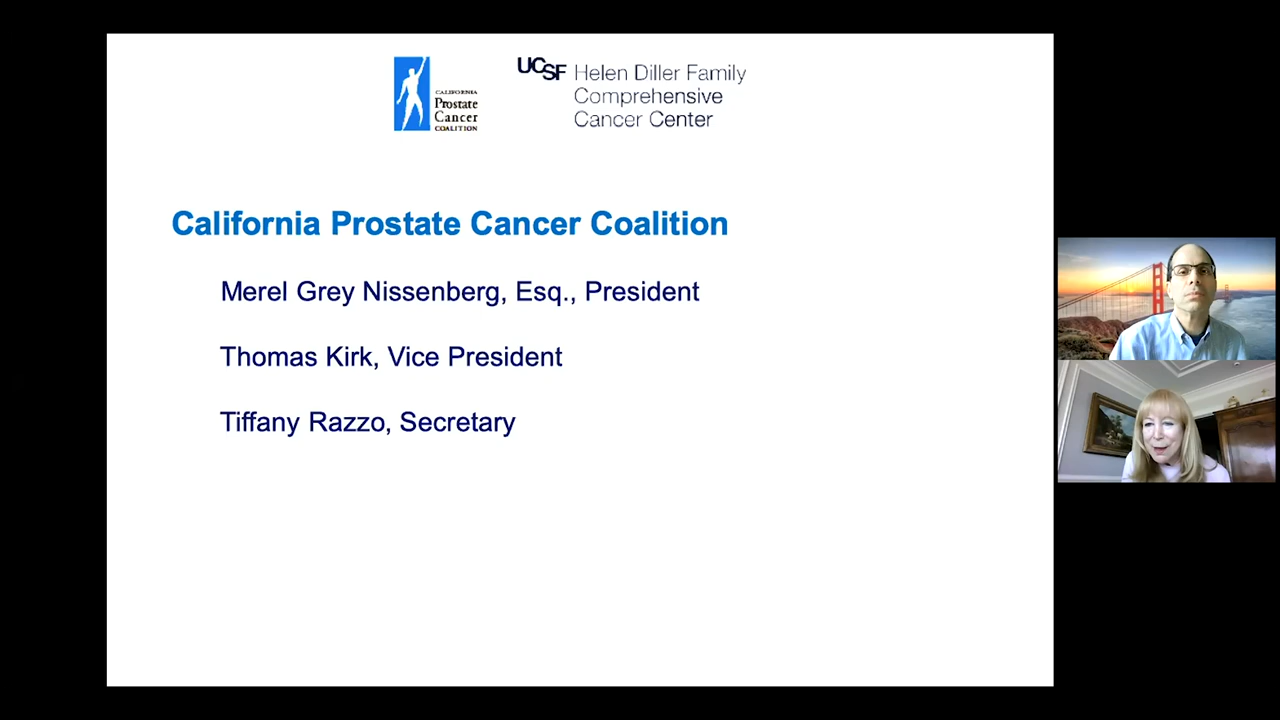 CALIFORNIA
Prostate
Cancer
COALITION
UCSF Helen Diller Family
Comprehensive
Cancer Center
California Prostate Cancer Coalition
Merel Grey Nissenberg, Esq., President
Thomas Kirk, Vice President
Tiffany Razzo, Secretary